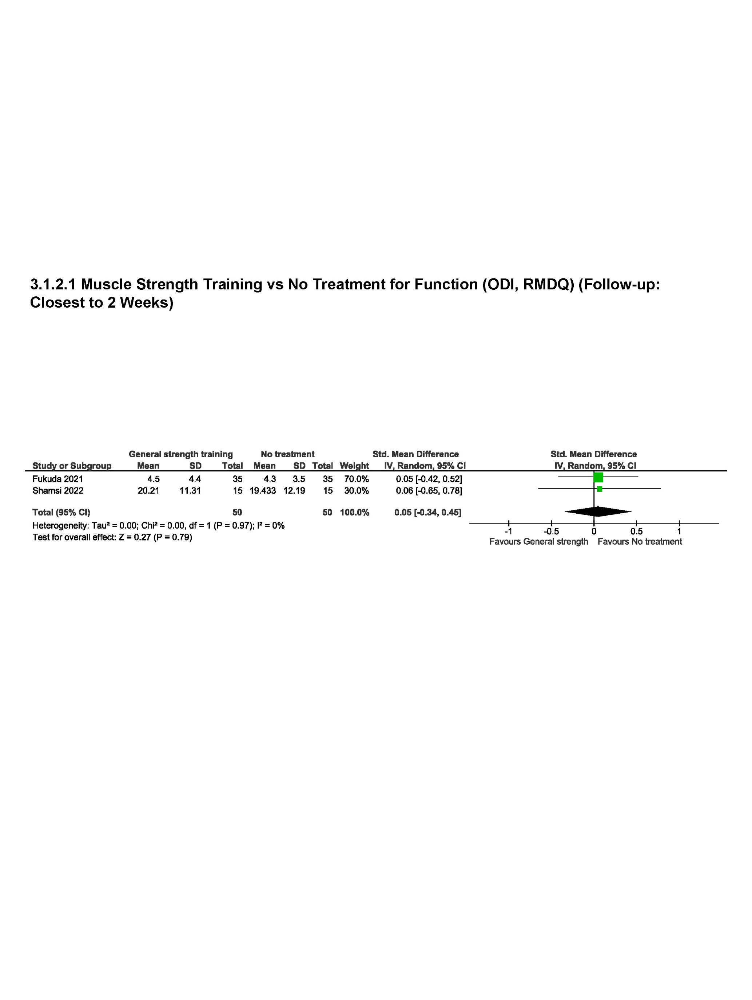 3.1.2.1 Muscle Strength Training vs No Treatment for Function (ODI, RMDQ) (Follow-up:
Closest to 2 Weeks)
General strength training No treatment Std. Mean Difference Std. Mean Difference
Study or Subgroup Mean SD Total Mean SD Total Weight IV, Random, 95% CI IV, Random, 95% CI
Fukuda 2021 4.5 4.4 35 4.3 3.5 35 70.0% 0.05 [-0.42, 0.52]
Shamsi 2022 20.21 11.31 15 19.433 12.19 15 30.0% 0.06 [-0.65, 0.78]
Total (95% CI) 50 50 100.0% 0.05 [-0.34, 0.45]
Heterogeneity: Tau² = 0.00; Chi² = 0.00, df = 1 (P = 0.97); I² = 0%
Test for overall effect: Z = 0.27 (P = 0.79)
-1 -0.5 0 0.5 1
Favours General strength Favours No treatment